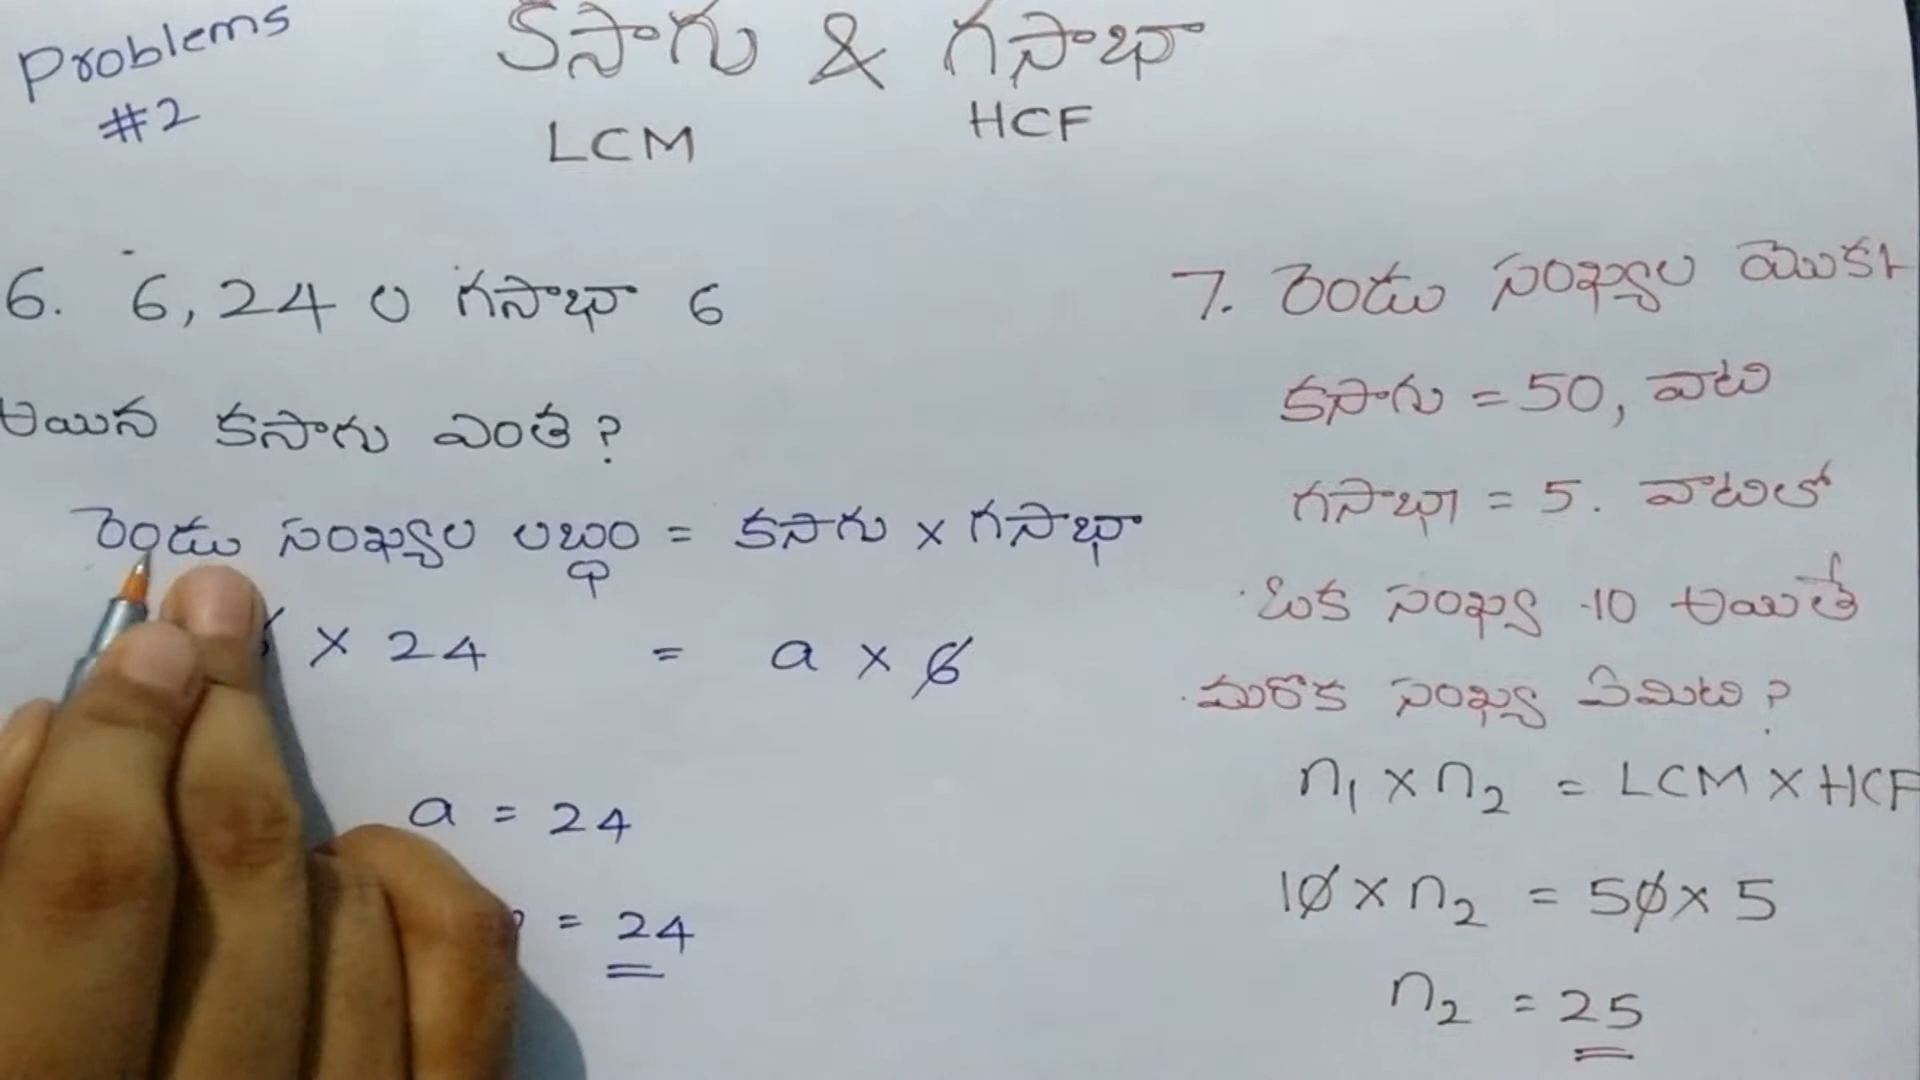 Problems
#2
కసాగు & గసాభా
LCM
HCF
6. 6, 24 ల గసాభా 6
అయిన కసాగు ఎంత?
రెండు సంఖ్యల లబ్ధం = కసాగు × గసాభా
× 24 = a × 6
a = 24
= 24
7. రెండు సంఖ్యల యొక్క
కసాగు = 50, వాటి
గసాభా = 5. వాటిలో
ఒక సంఖ్య 10 అయితే
మరొక సంఖ్య ఏమిటి?
n₁ × n₂ = LCM × HCF
10 × n₂ = 50 × 5
n₂ = 25